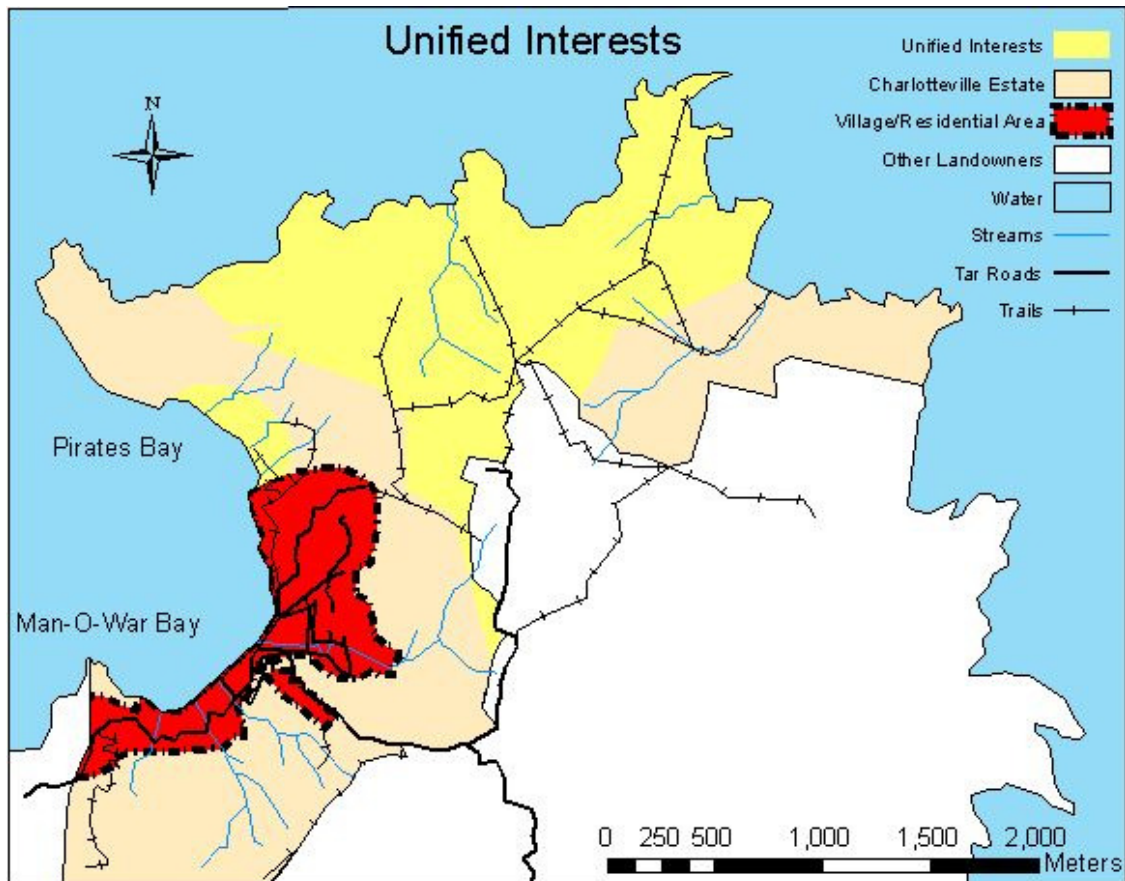 Unified Interests
N
Unified Interests
Charlotteville Estate
Village/Residential Area
Other Landowners
Water
Streams
Tar Roads
Trails
Pirates Bay
Man-O-War Bay
0 250 500 1,000 1,500 2,000
Meters